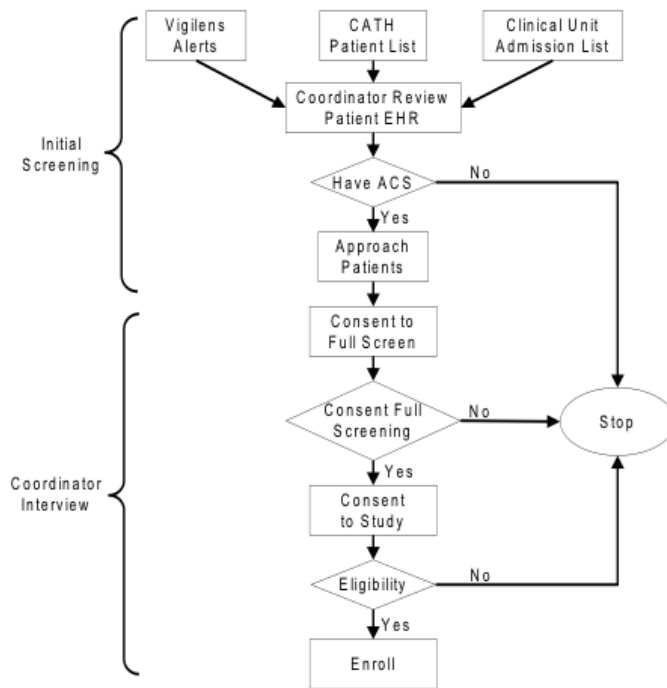 Vigilens
Alerts
CATH
Patient List
Clinical Unit
Admission List
Coordinator Review
Patient EHR
Initial
Screening
Have ACS
No
Yes
Approach
Patients
Consent to
Full Screen
Consent Full
Screening
No
Stop
Yes
Coordinator
Interview
Consent
to Study
Eligibility
No
Yes
Enroll